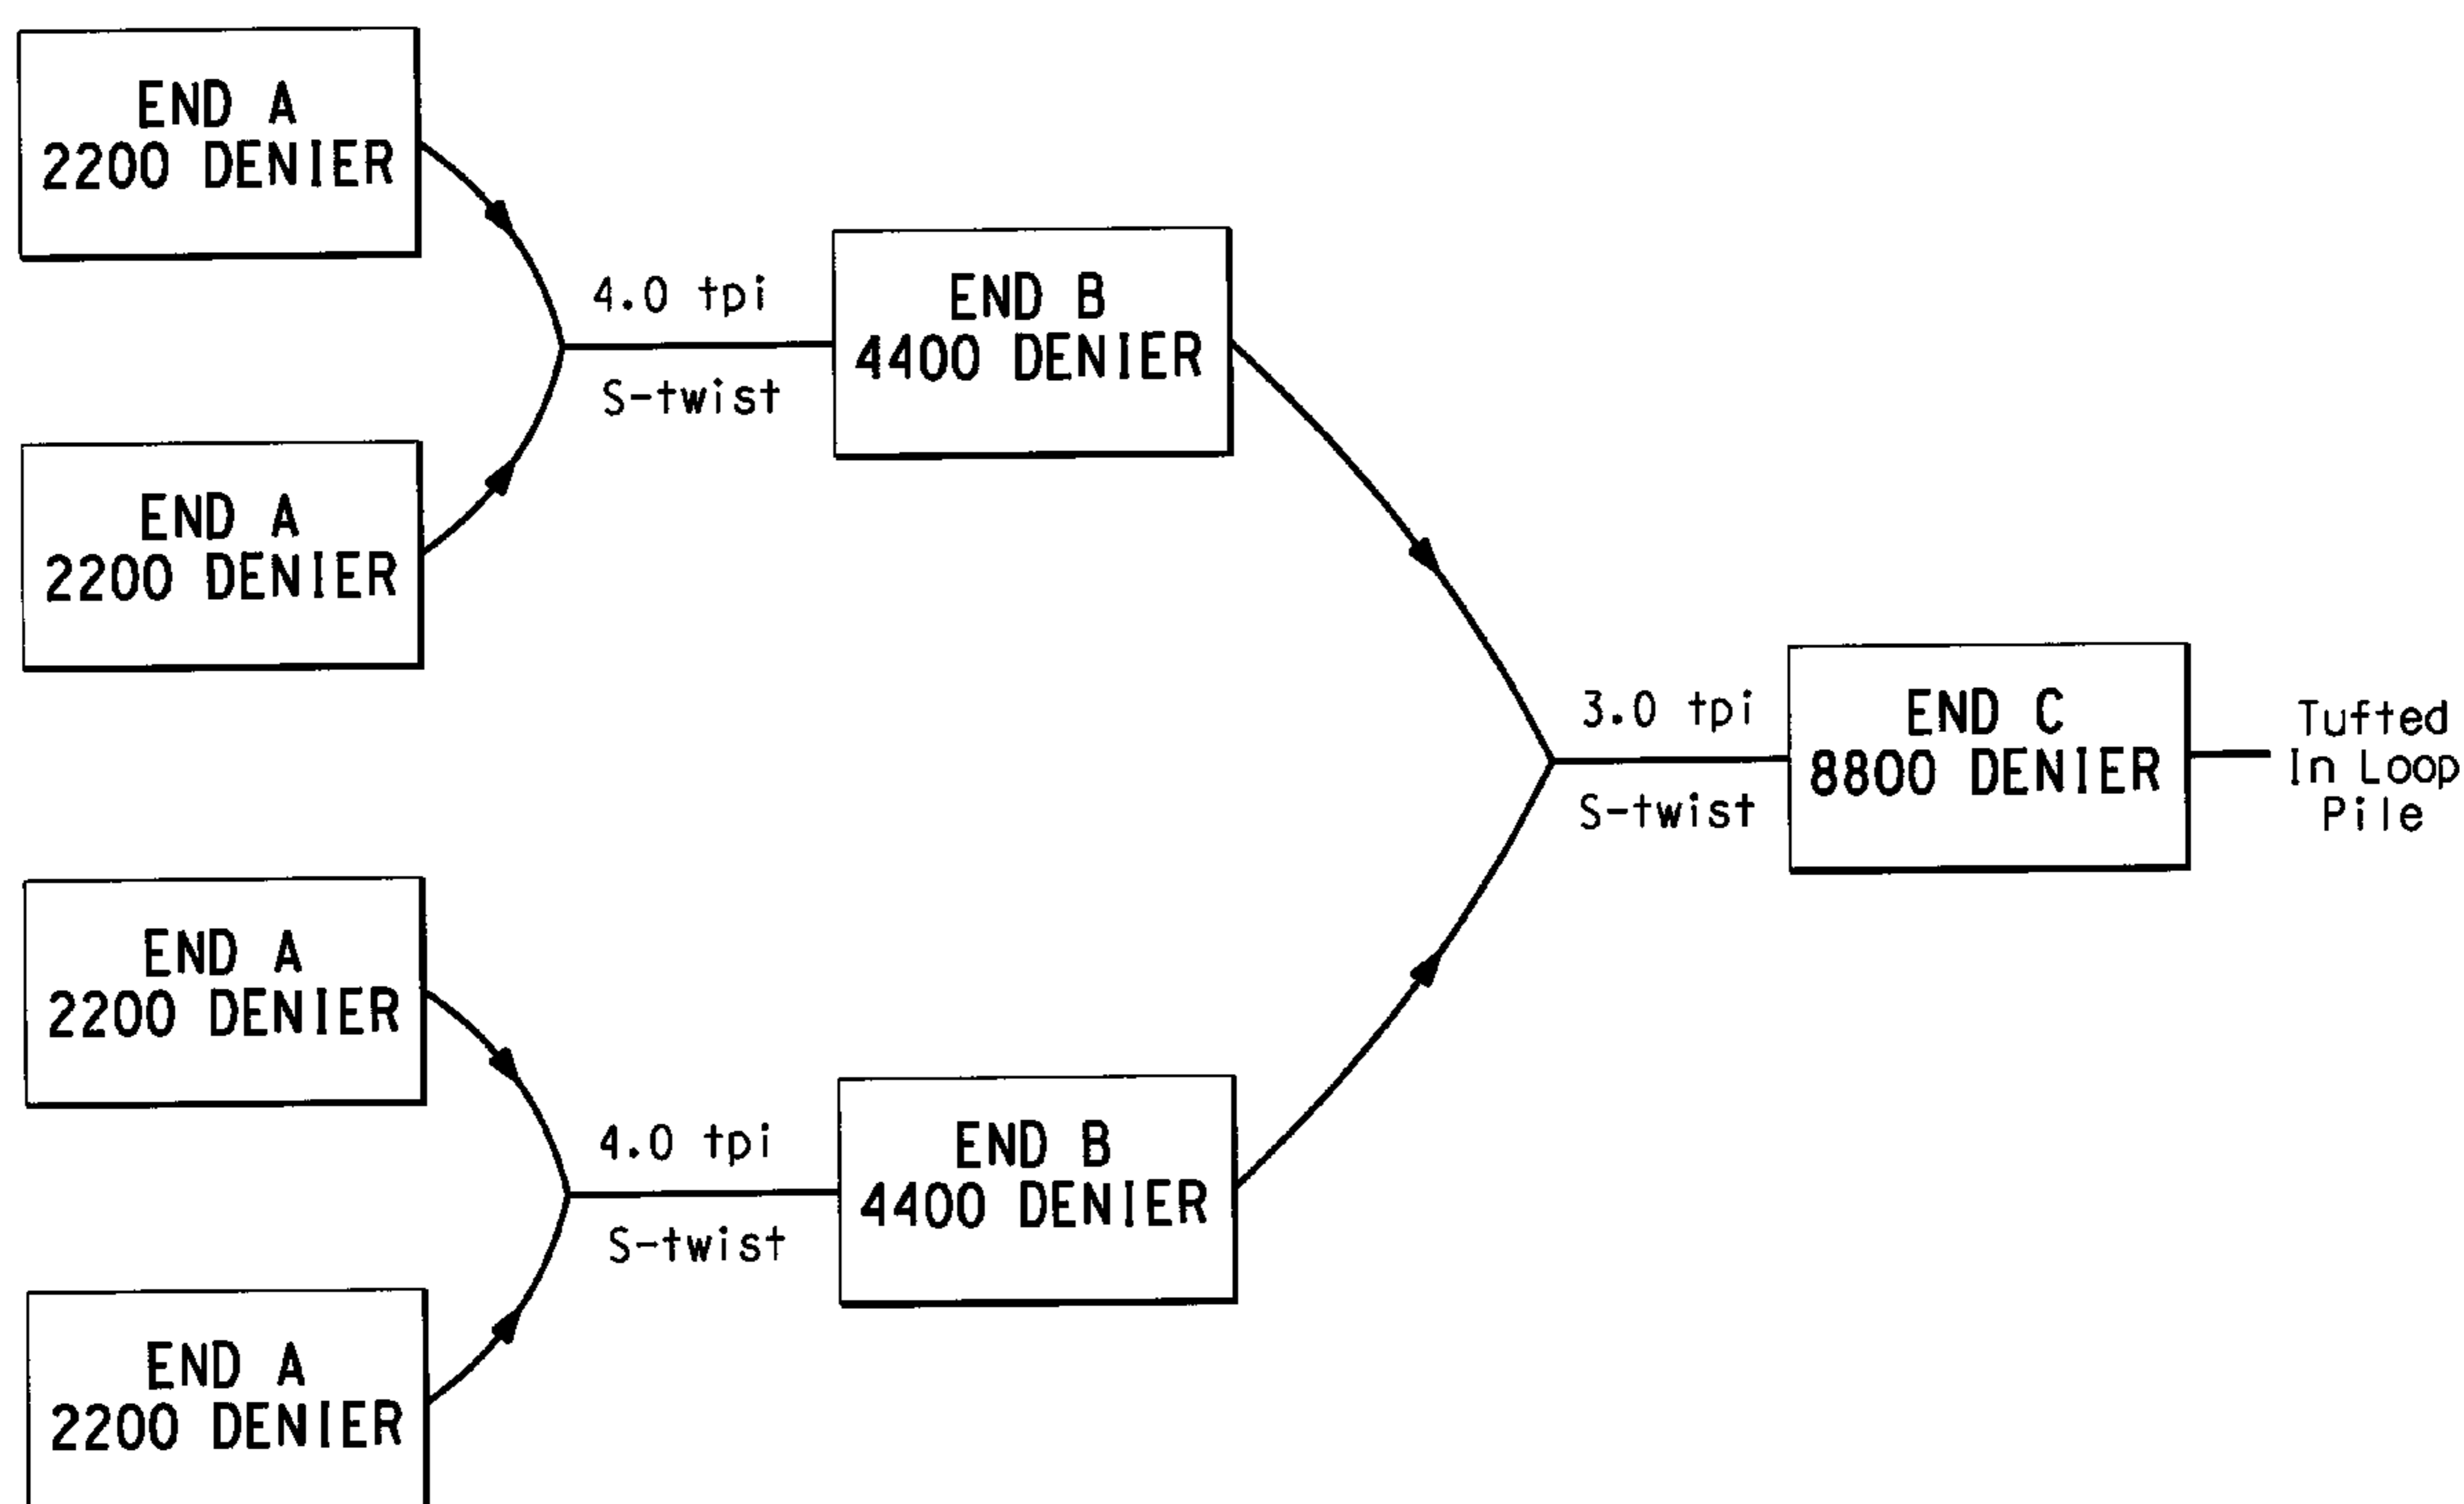 END A
2200 DENIER
4.0 tpi
S-twist
END A
2200 DENIER
END B
4400 DENIER
END A
2200 DENIER
4.0 tpi
S-twist
END A
2200 DENIER
END B
4400 DENIER
3.0 tpi
S-twist
END C
8800 DENIER
Tufted
In Loop
Pile